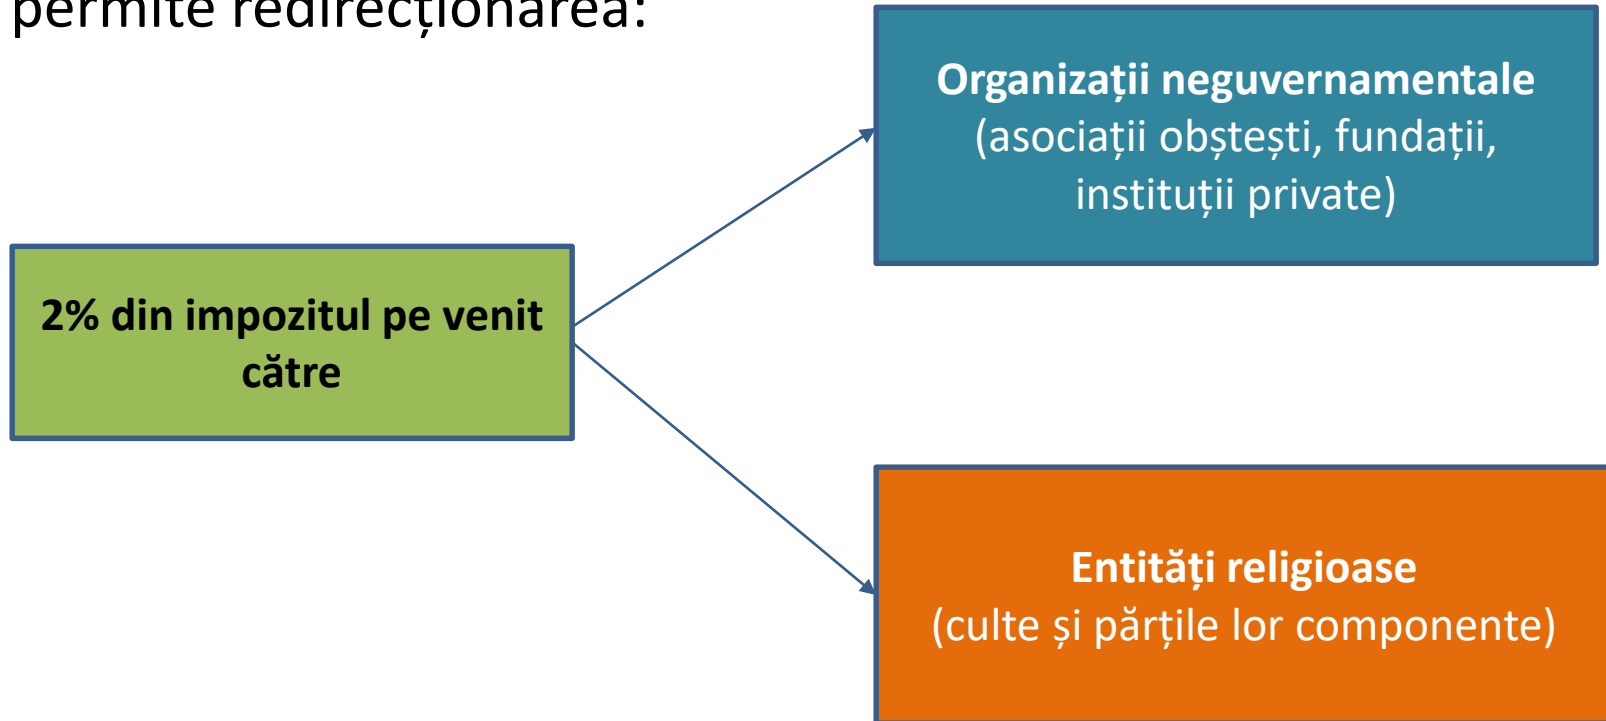 permite redirecționarea:
Organizații neguvernamentale
(asociații obștești, fundații,
instituții private)
2% din impozitul pe venit
către
Entități religioase
(culte și părțile lor componente)